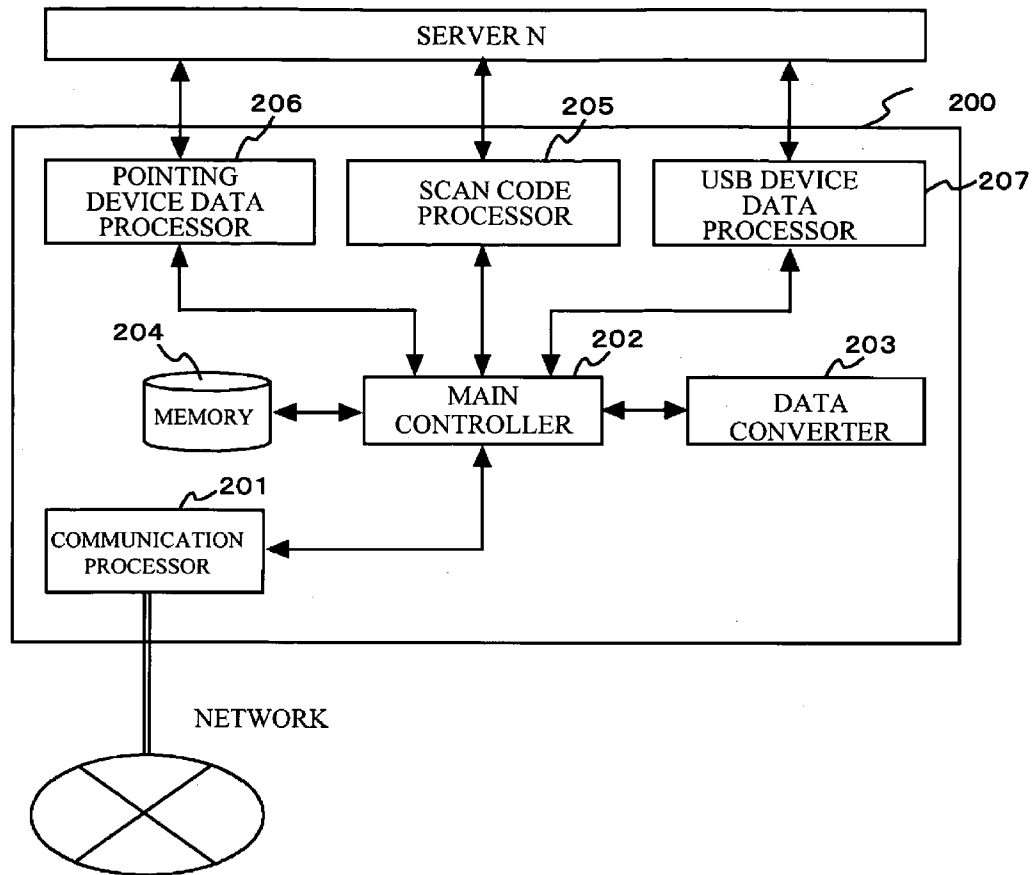 SERVER N
200
206
205
207
POINTING
DEVICE DATA
PROCESSOR
SCAN CODE
PROCESSOR
USB DEVICE
DATA
PROCESSOR
204
202
203
MEMORY
MAIN
CONTROLLER
DATA
CONVERTER
201
COMMUNICATION
PROCESSOR
NETWORK